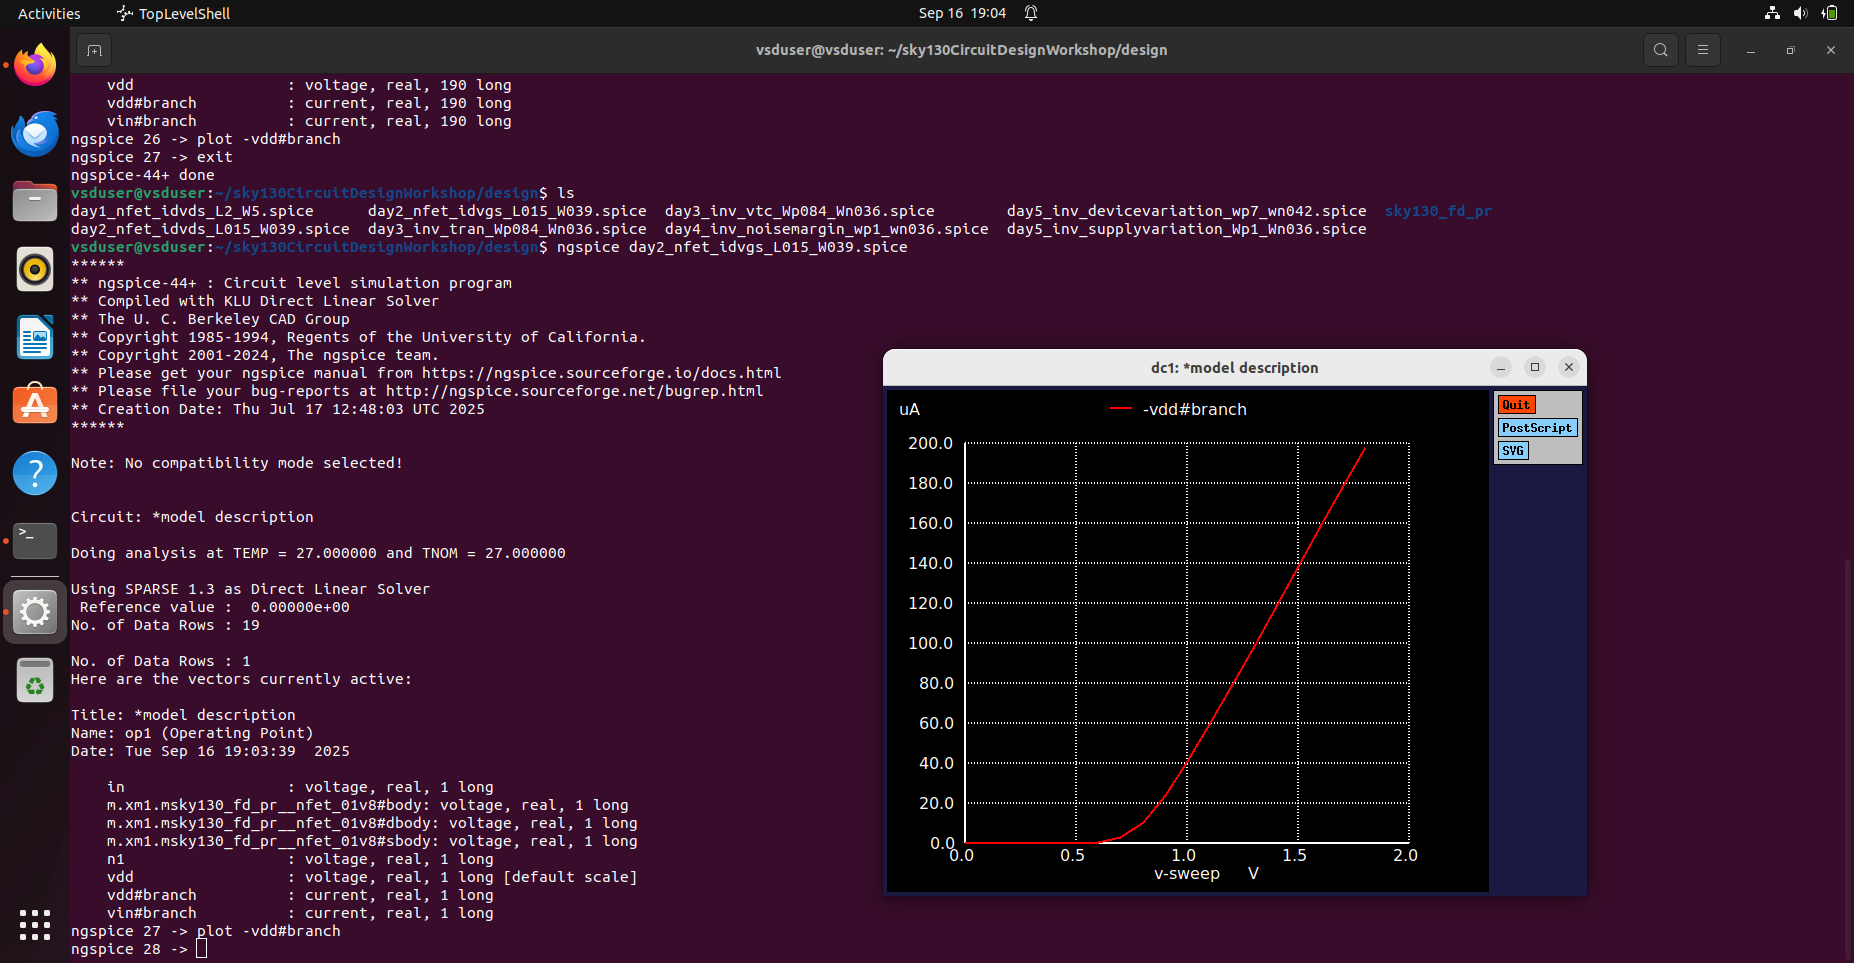 Activities
TopLevelShell
Sep 16 19:04
vsduser@vsduser: ~/sky130CircuitDesignWorkshop/design
vdd : voltage, real, 190 long
vdd#branch : current, real, 190 long
vin#branch : current, real, 190 long
ngspice 26 -> plot -vdd#branch
ngspice 27 -> exit
ngspice-44+ done
vsduser@vsduser:~/sky130CircuitDesignWorkshop/design$ ls
day1_nfet_idvds_L2_W5.spice day2_nfet_idvgs_L015_W039.spice day3_inv_vtc_Wp084_Wn036.spice day5_inv_devicevariation_wp7_wn042.spice sky130_fd_pr
day2_nfet_idvds_L015_W039.spice day3_inv_tran_Wp084_Wn036.spice day4_inv_noisemargin_wp1_wn036.spice day5_inv_supplyvariation_Wp1_Wn036.spice
vsduser@vsduser:~/sky130CircuitDesignWorkshop/design$ ngspice day2_nfet_idvgs_L015_W039.spice
******
** ngspice-44+ : Circuit level simulation program
** Compiled with KLU Direct Linear Solver
** The U. C. Berkeley CAD Group
** Copyright 1985-1994, Regents of the University of California.
** Copyright 2001-2024, The ngspice team.
** Please get your ngspice manual from https://ngspice.sourceforge.io/docs.html
** Please file your bug-reports at http://ngspice.sourceforge.net/bugrep.html
** Creation Date: Thu Jul 17 12:48:03 UTC 2025
******
Note: No compatibility mode selected!
Circuit: *model description
Doing analysis at TEMP = 27.000000 and TNOM = 27.000000
Using SPARSE 1.3 as Direct Linear Solver
Reference value : 0.00000e+00
No. of Data Rows : 19
No. of Data Rows : 1
Here are the vectors currently active:
Title: *model description
Name: op1 (Operating Point)
Date: Tue Sep 16 19:03:39 2025
in : voltage, real, 1 long
m.xm1.msky130_fd_pr__nfet_01v8#body: voltage, real, 1 long
m.xm1.msky130_fd_pr__nfet_01v8#dbody: voltage, real, 1 long
m.xm1.msky130_fd_pr__nfet_01v8#sbody: voltage, real, 1 long
n1 : voltage, real, 1 long
vdd : voltage, real, 1 long [default scale]
vdd#branch : current, real, 1 long
vin#branch : current, real, 1 long
ngspice 27 -> plot -vdd#branch
ngspice 28 ->
dc1: *model description
uA
-vdd#branch
Quit
PostScript
SVG
200.0
180.0
160.0
140.0
120.0
100.0
80.0
60.0
40.0
20.0
0.0
0.0 0.5 1.0 1.5 2.0
v-sweep V